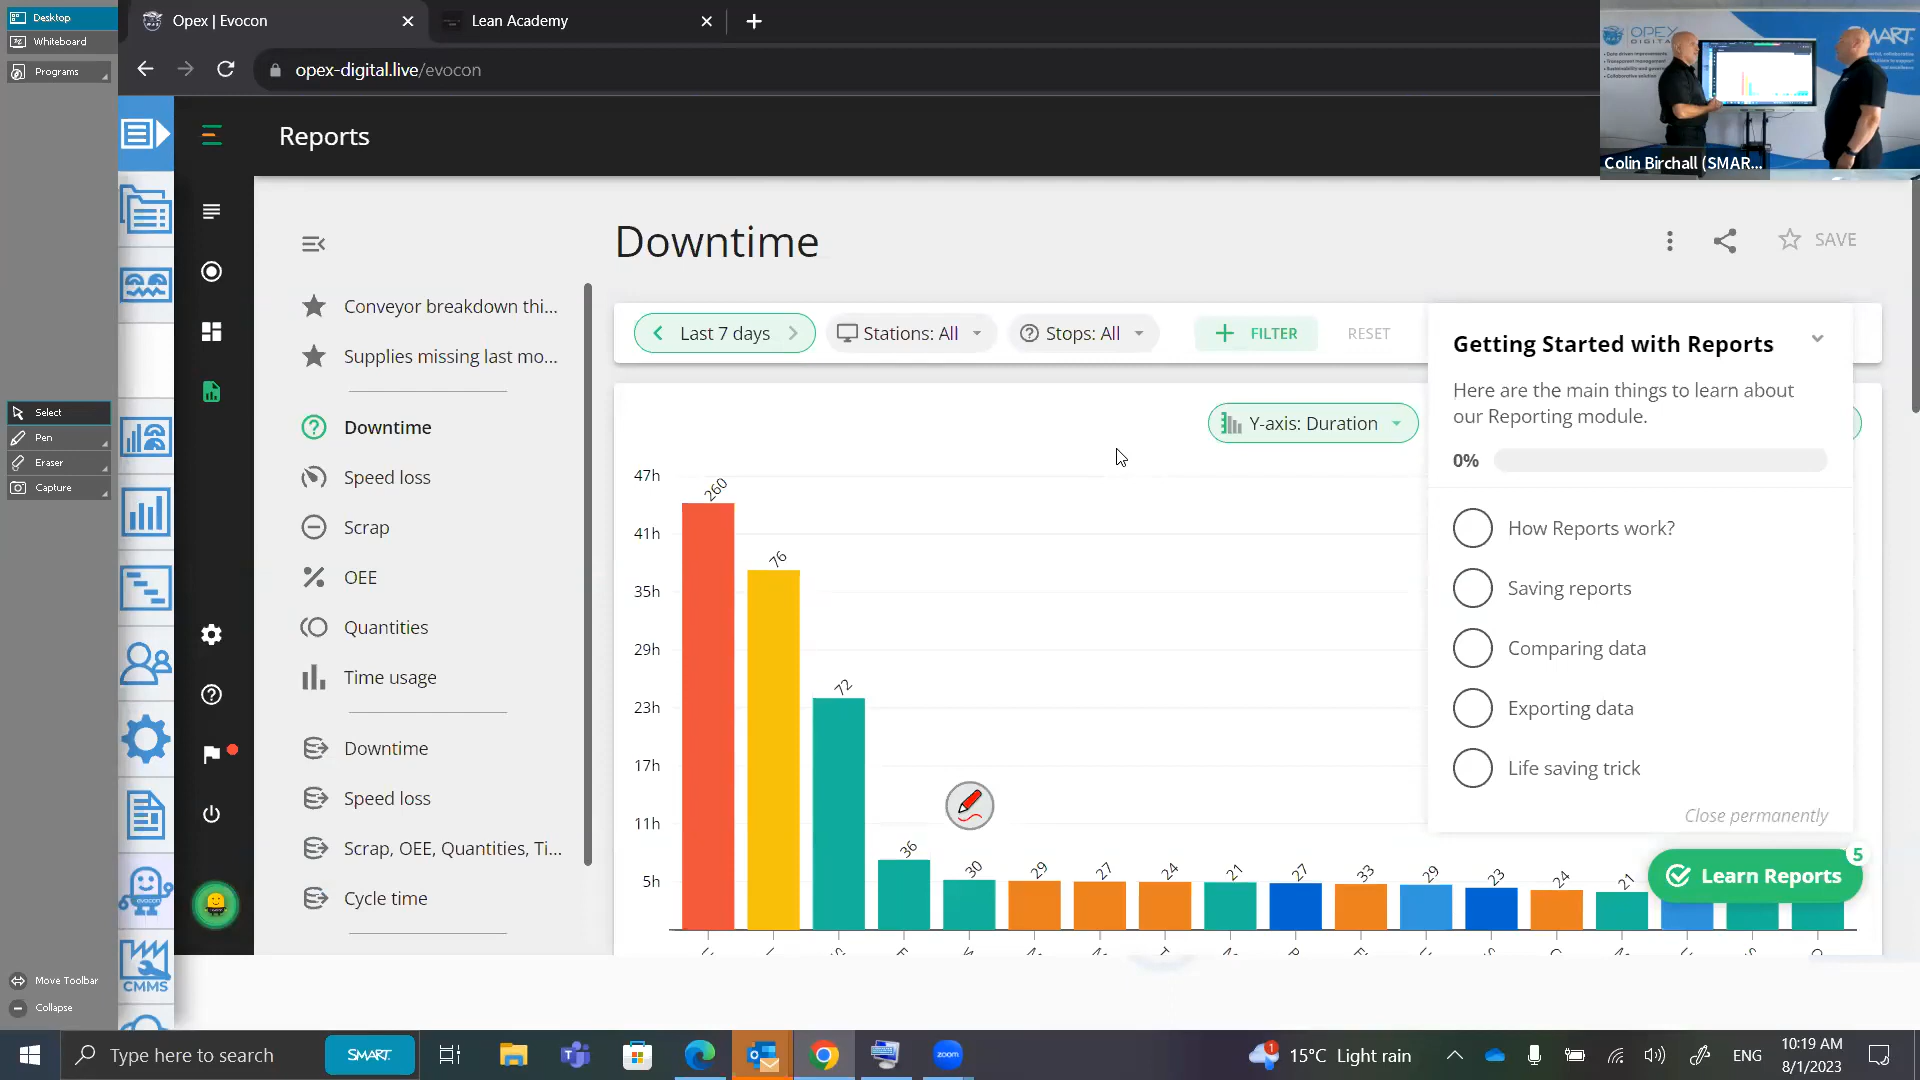 Desktop
Whiteboard
Programs
Select
Pen
Eraser
Capture
Move Toolbar
Collapse
Opex | Evocon
Lean Academy
opex-digital.live/evocon
CMMS
evocon
Reports
Conveyor breakdown thi...
Supplies missing last mo...
Downtime
Speed loss
Scrap
OEE
Quantities
Time usage
Downtime
Speed loss
Scrap, OEE, Quantities, Ti...
Cycle time
Downtime
SAVE
Last 7 days
Stations: All
Stops: All
FILTER
RESET
Y-axis: Duration
47h
41h
35h
29h
23h
17h
11h
5h
260
76
72
36
30
29
27
24
21
27
33
29
23
24
21
Getting Started with Reports
Here are the main things to learn about
our Reporting module.
0%
How Reports work?
Saving reports
Comparing data
Exporting data
Life saving trick
Close permanently
Learn Reports
5
OPEX
DIGITAL
SMART
Colin Birchall (SMAR...
Type here to search
SMART
zoom
1
15°C Light rain
ENG
10:19 AM
8/1/2023